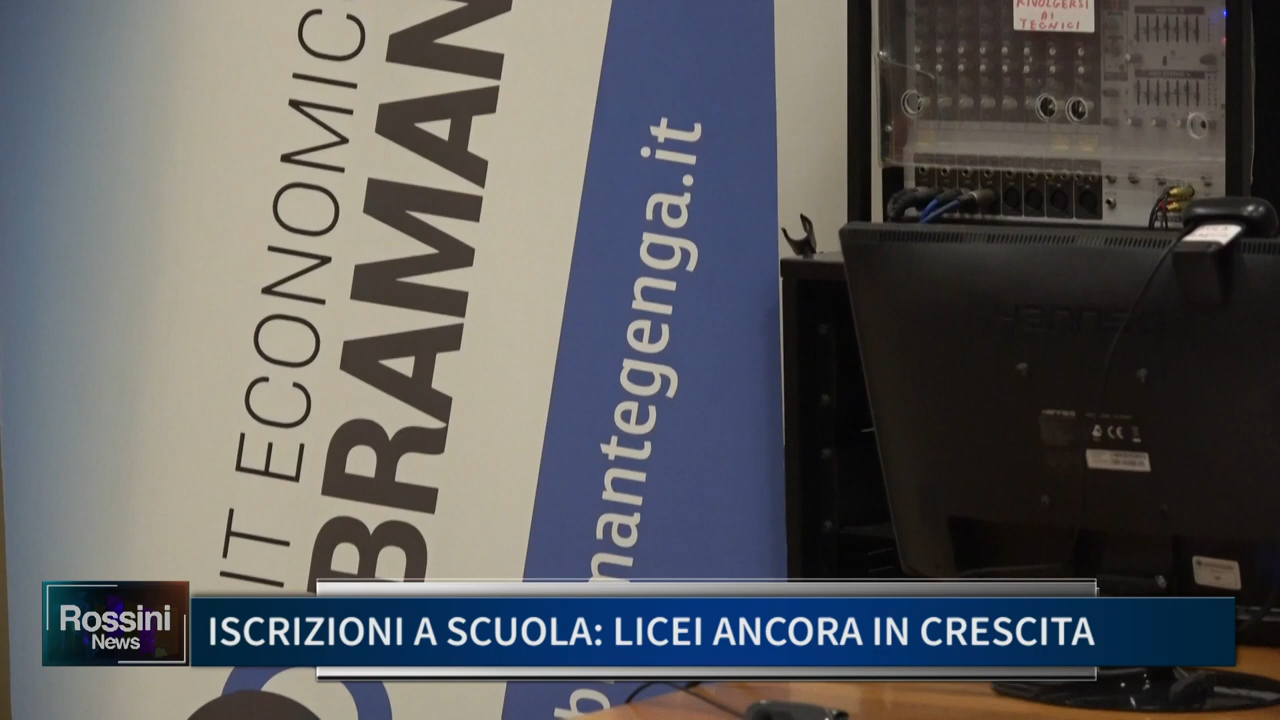 RIVOLGERSI
AI
TECNICI
IT ECONOMIC
BRAMAN
b
mantegenga.it
CE
Rossini
News
ISCRIZIONI A SCUOLA: LICEI ANCORA IN CRESCITA